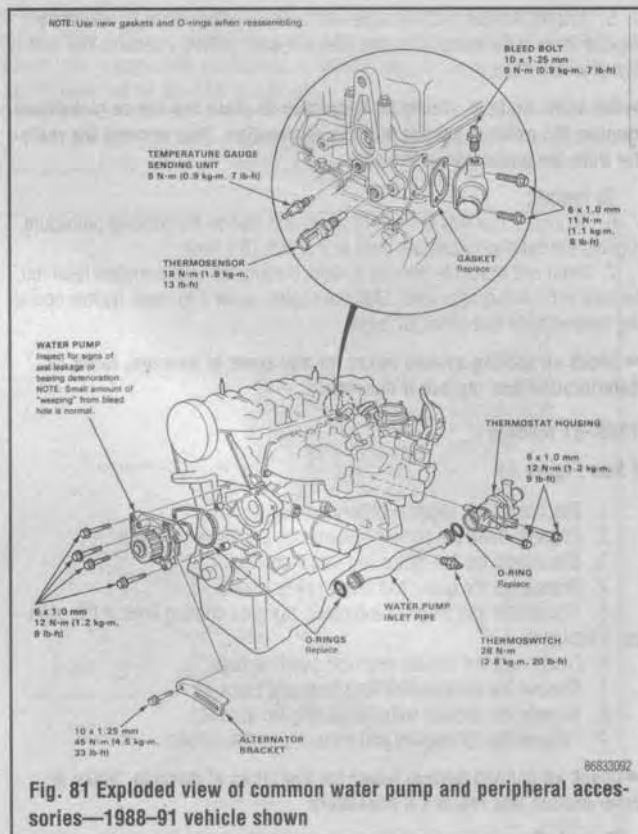 NOTE: Use new gaskets and O-rings when reassembling.
BLEED BOLT
10 x 1.25 mm
9 N·m (0.9 kg-m, 7 lb-ft)
TEMPERATURE GAUGE
SENDING UNIT
9 N·m (0.9 kg-m, 7 lb-ft)
6 x 1.0 mm
11 N·m
(1.1 kg-m,
8 lb-ft)
GASKET
Replace
THERMOSENSOR
18 N·m (1.8 kg-m,
13 lb-ft)
WATER PUMP
Inspect for signs of
seal leakage or
bearing deterioration
NOTE: Small amount of
"weeping" from bleed
hole is normal.
THERMOSTAT HOUSING
6 x 1.0 mm
12 N·m (1.2 kg-m,
9 lb-ft)
O-RING
Replace
6 x 1.0 mm
12 N·m (1.2 kg-m,
9 lb-ft)
O-RINGS
Replace
WATER PUMP
INLET PIPE
THERMOSWITCH
28 N·m
(2.8 kg-m, 20 lb-ft)
10 x 1.25 mm
45 N·m (4.5 kg-m,
33 lb-ft)
ALTERNATOR
BRACKET
86833092
Fig. 81 Exploded view of common water pump and peripheral acces-
sories—1988–91 vehicle shown